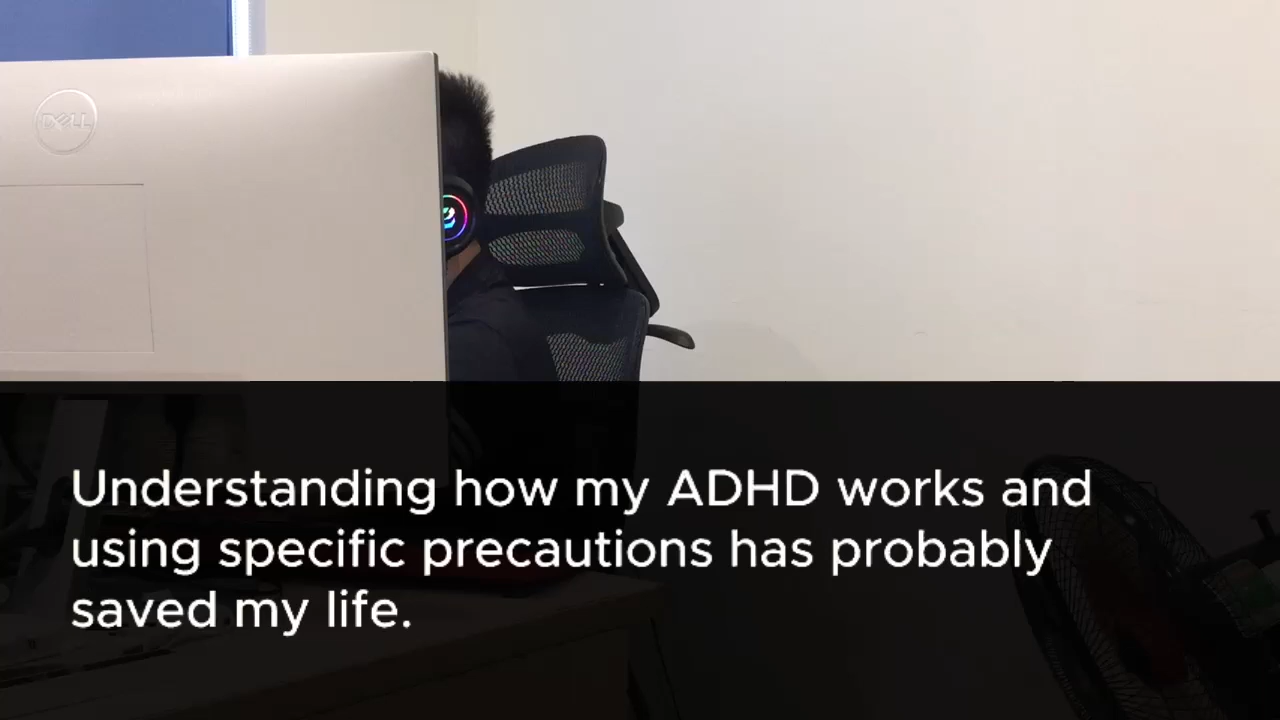 DELL
Understanding how my ADHD works and
using specific precautions has probably
saved my life.